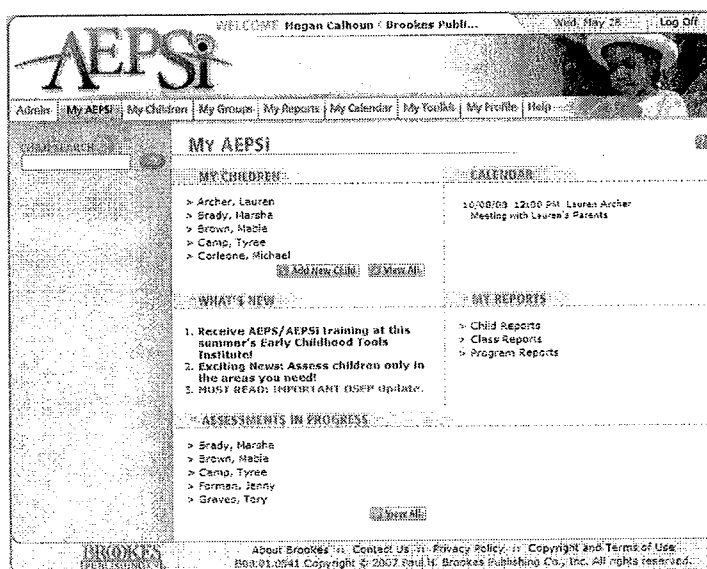 WELCOME Megan Calhoun < Brookes Publi...
Wed, May 28
Log Off
AEPSi
Admin My AEPSi My Children My Groups My Reports My Calendar My Toolkit My Profile Help
CHILD SEARCH
MY AEPSi
MY CHILDREN
> Archer, Lauren
> Brady, Marsha
> Brown, Mabie
> Camp, Tyree
> Corleone, Michael
Add New Child View All
CALENDAR
10/08/08 12:00 PM Lauren Archer
Meeting with Lauren's Parents
WHAT'S NEW
1. Receive AEPS/AEPSi training at this
summer's Early Childhood Tools
Institute!
2. Exciting News: Assess children only in
the areas you need!
3. MUST READ: IMPORTANT OSEP Update.
MY REPORTS
> Child Reports
> Class Reports
> Program Reports
ASSESSMENTS IN PROGRESS
> Brady, Marsha
> Brown, Mabie
> Camp, Tyree
> Forman, Jenny
> Graves, Tory
View All
BROOKES
PUBLISHING
About Brookes :: Contact Us :: Privacy Policy :: Copyright and Terms of Use
B03.01.0541 Copyright © 2007 Paul H. Brookes Publishing Co., Inc. All rights reserved.